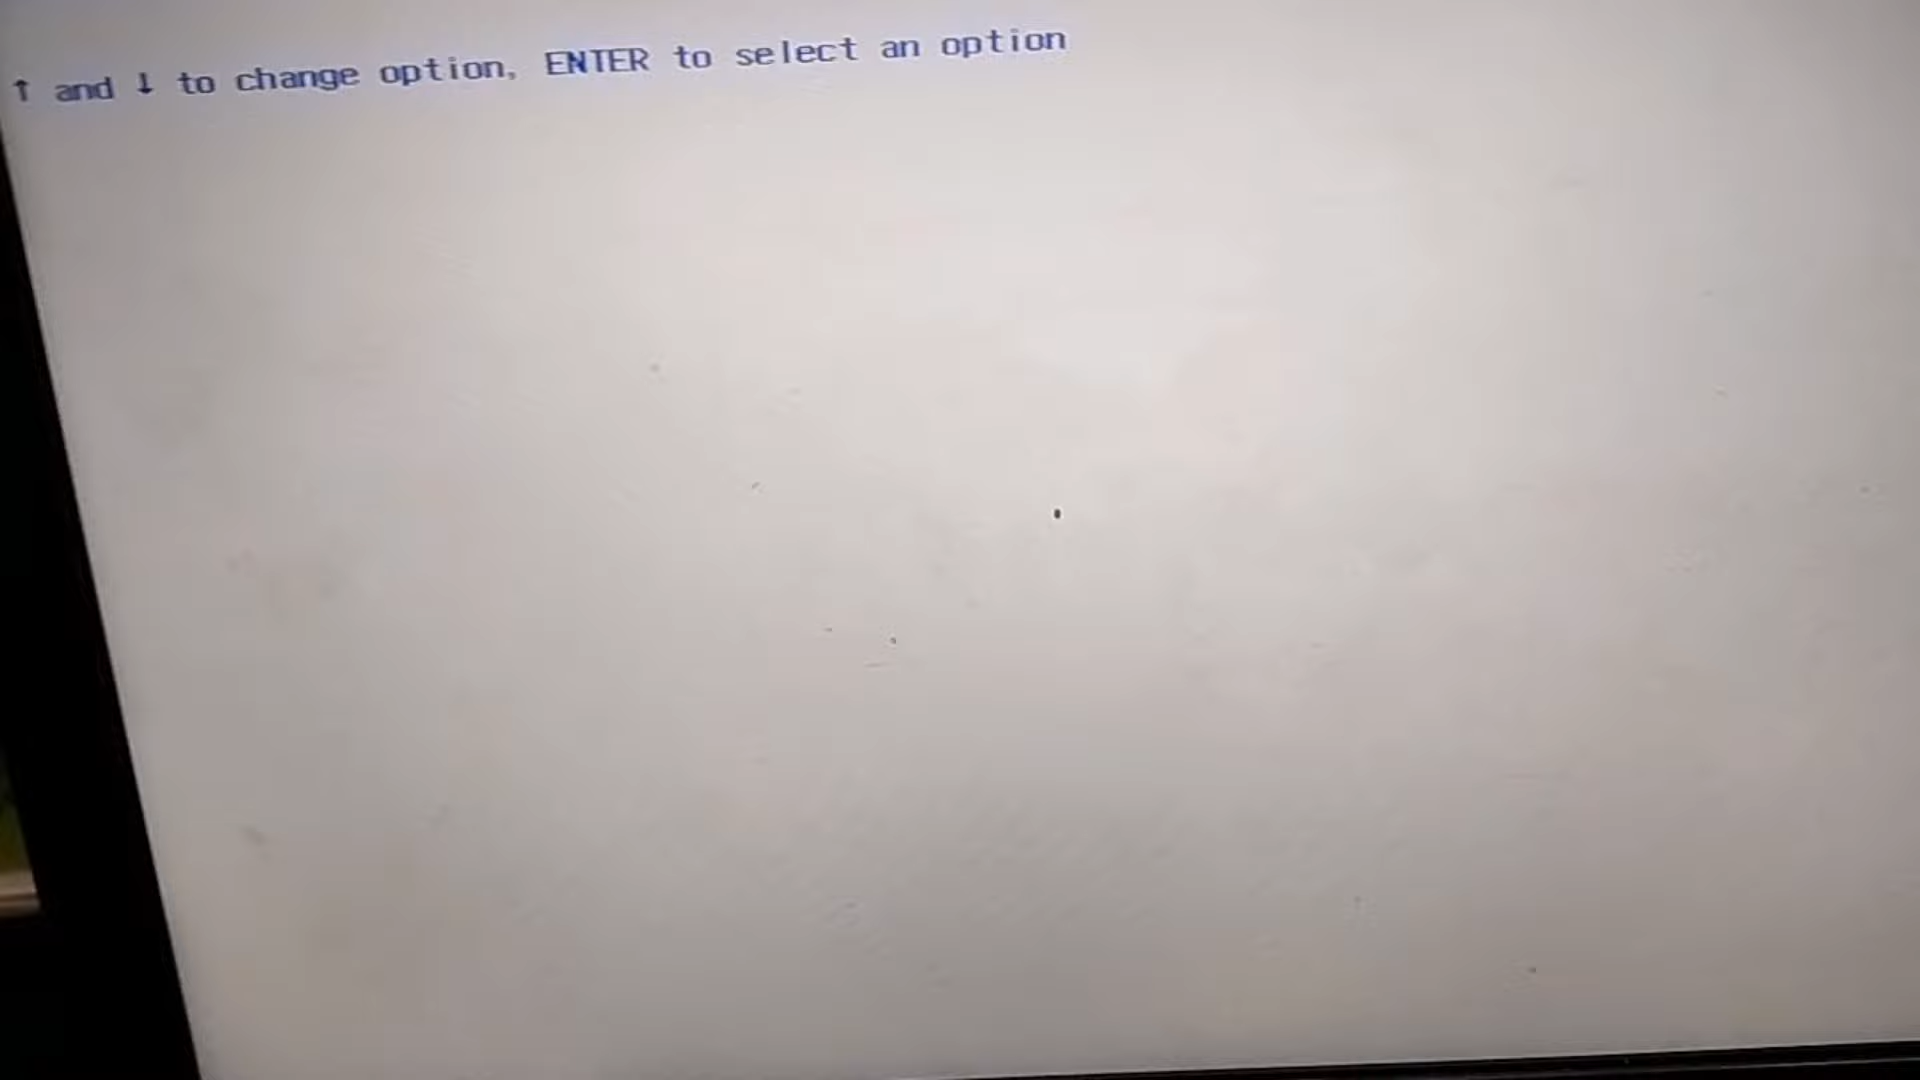 ↑ and ↓ to change option, ENTER to select an option